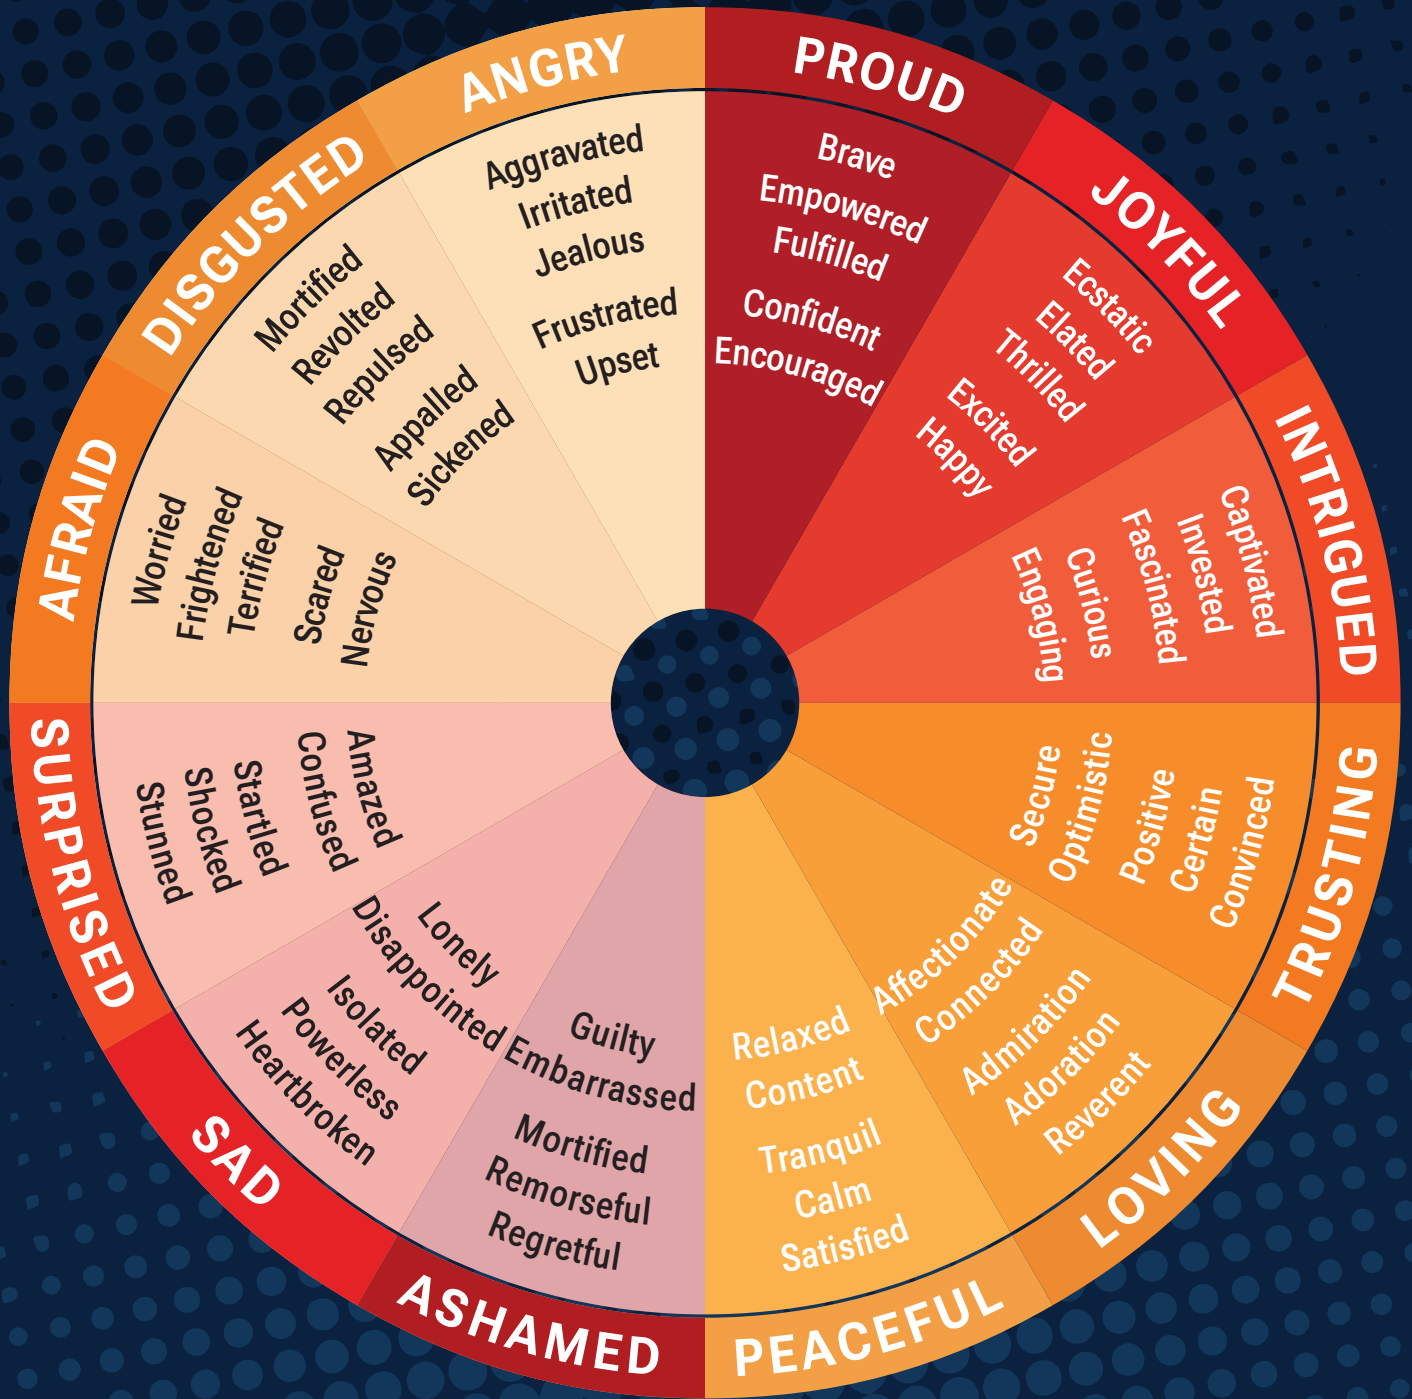 PROUD
Brave
Empowered
Fulfilled
Confident
Encouraged
JOYFUL
Ecstatic
Elated
Thrilled
Excited
Happy
INTRIGUED
Captivated
Invested
Fascinated
Curious
Engaging
TRUSTING
Secure
Optimistic
Positive
Certain
Convinced
LOVING
Affectionate
Connected
Admiration
Adoration
Reverent
PEACEFUL
Relaxed
Content
Tranquil
Calm
Satisfied
ASHAMED
Guilty
Embarrassed
Mortified
Remorseful
Regretful
SAD
Lonely
Disappointed
Isolated
Powerless
Heartbroken
SURPRISED
Amazed
Confused
Startled
Shocked
Stunned
AFRAID
Worried
Frightened
Terrified
Scared
Nervous
DISGUSTED
Mortified
Revolted
Repulsed
Appalled
Sickened
ANGRY
Aggravated
Irritated
Jealous
Frustrated
Upset